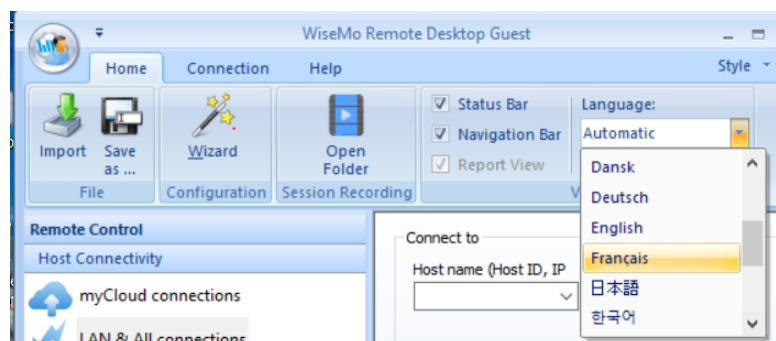 WiseMo Remote Desktop Guest
Home Connection Help Style
Import Save as ... Wizard Open Folder
File Configuration Session Recording V
Status Bar
Navigation Bar
Report View
Language:
Automatic
Dansk
Deutsch
English
Français
日本語
한국어
Remote Control
Host Connectivity
myCloud connections
LAN & All connections
Connect to
Host name (Host ID, IP